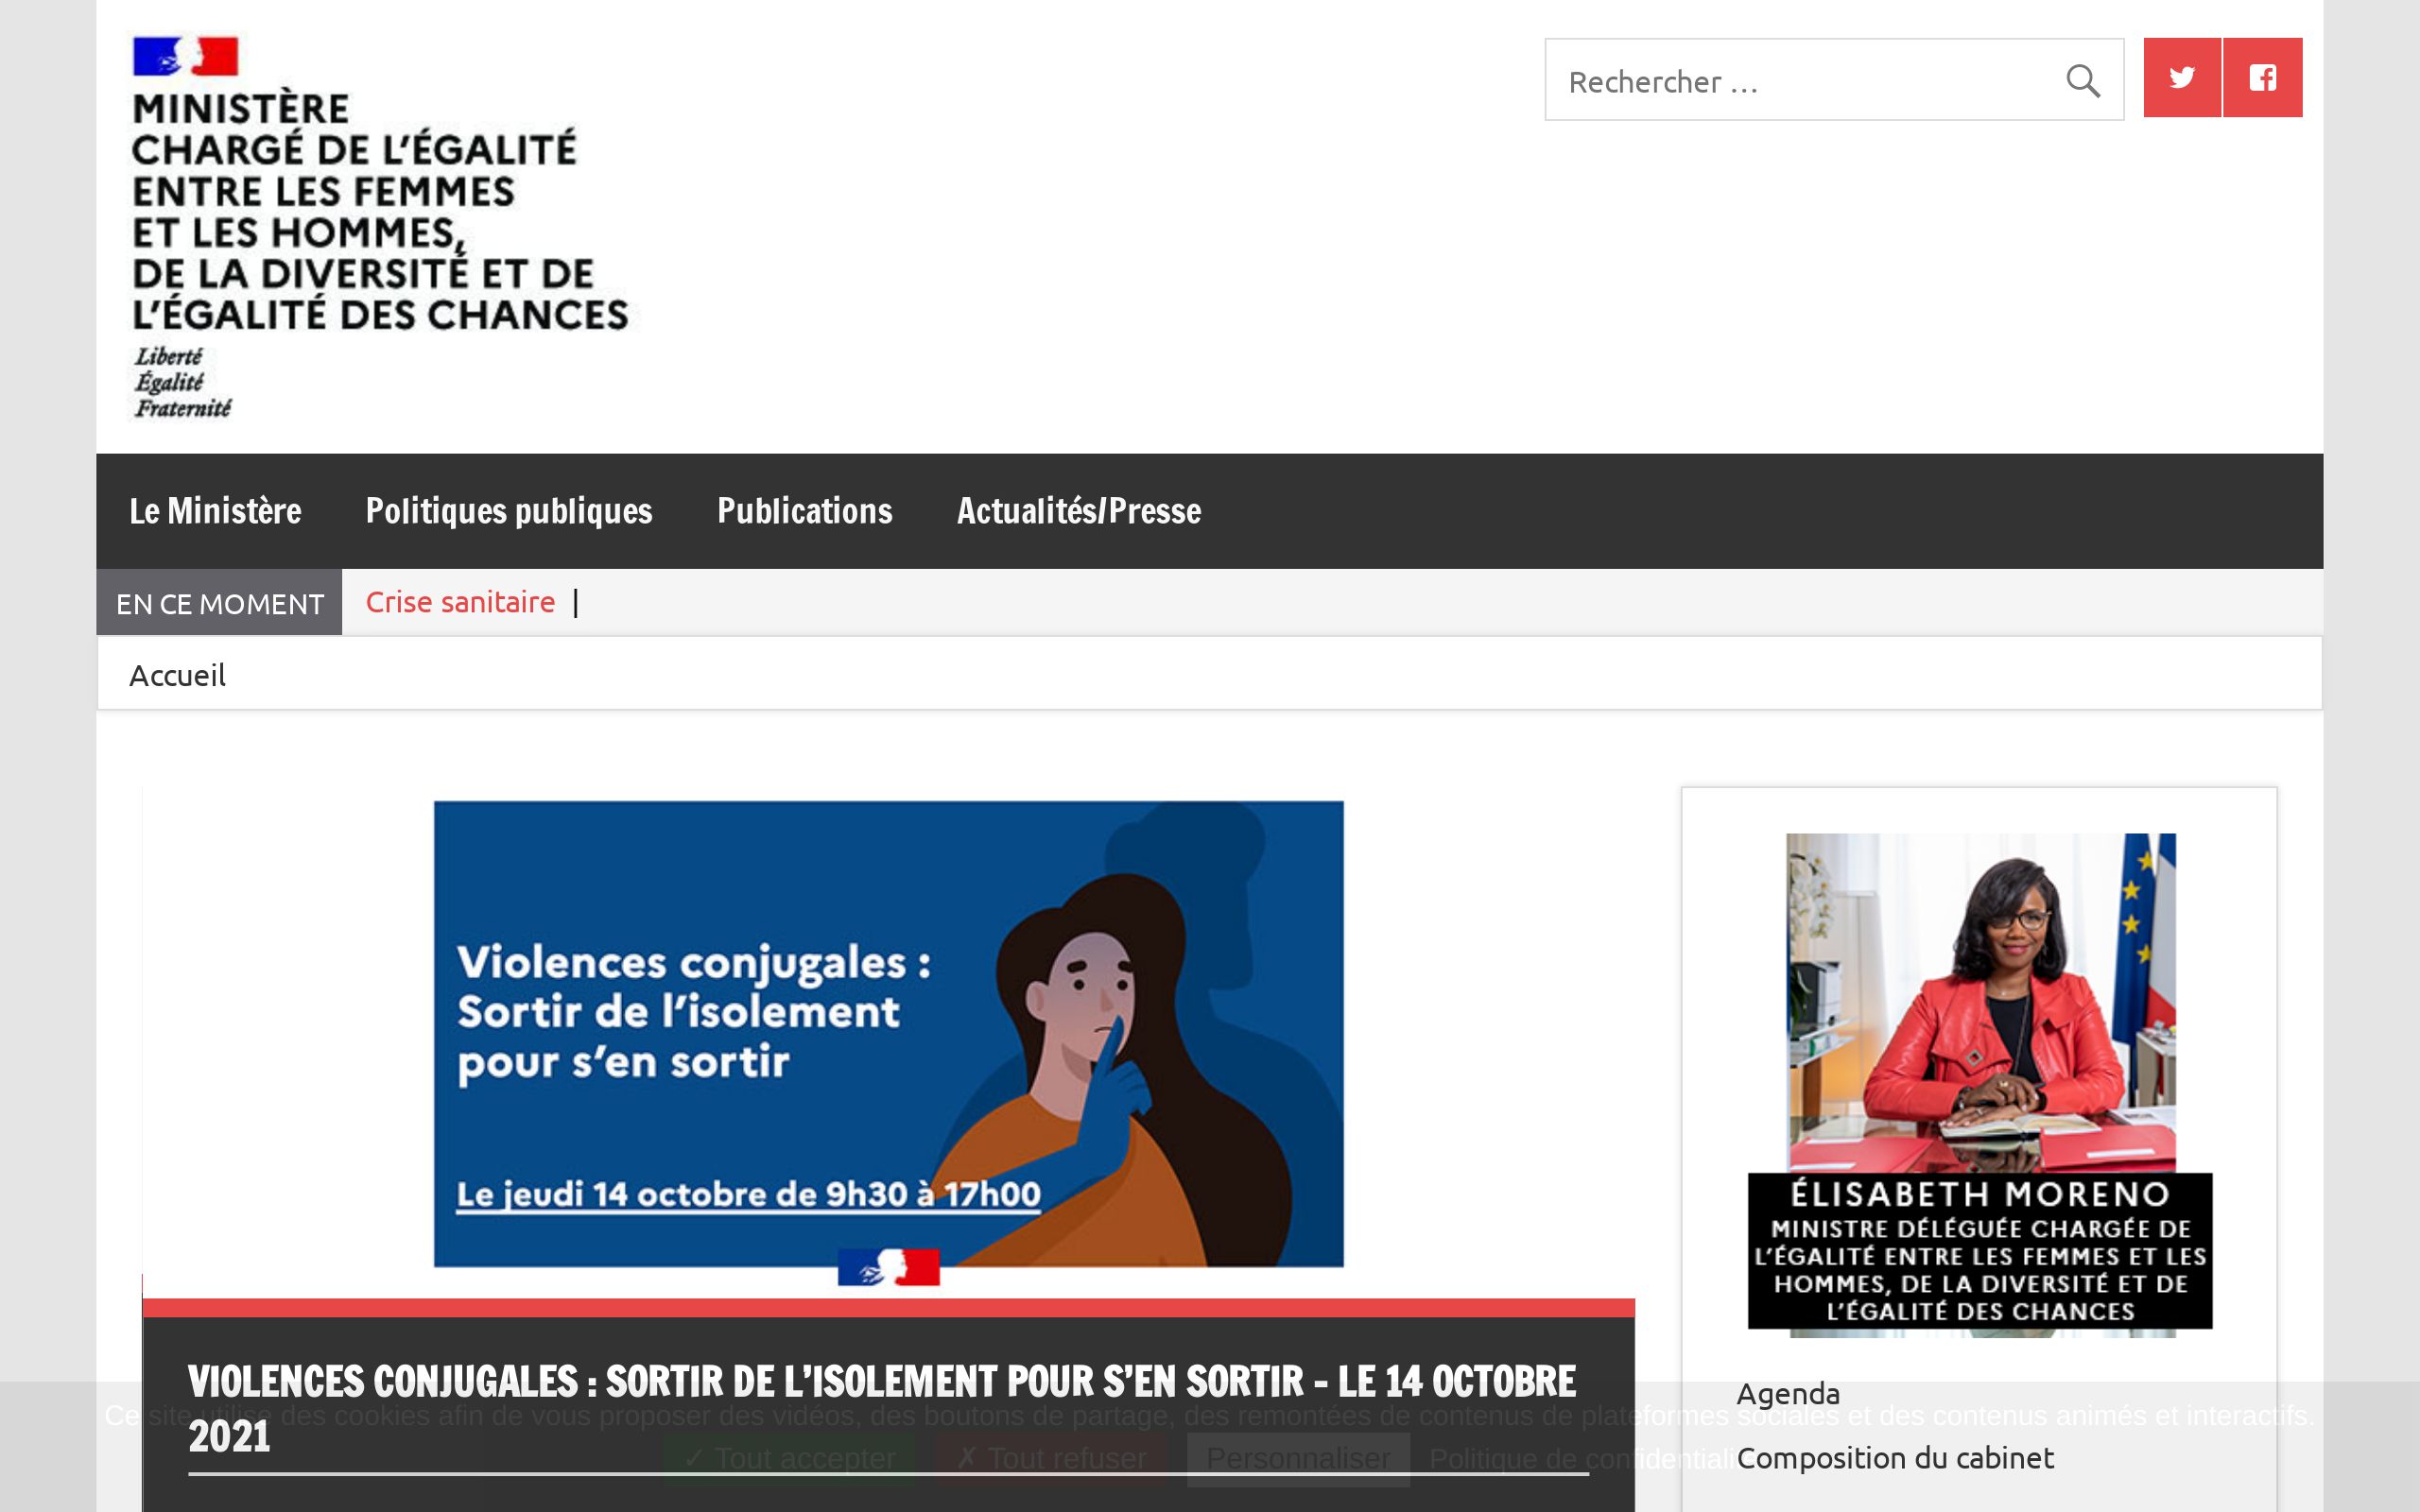 MINISTÈRE
CHARGÉ DE L'ÉGALITÉ
ENTRE LES FEMMES
ET LES HOMMES,
DE LA DIVERSITÉ ET DE
L'ÉGALITÉ DES CHANCES
Liberté
Égalité
Fraternité
Rechercher …
Le Ministère
Politiques publiques
Publications
Actualités/Presse
EN CE MOMENT
Crise sanitaire |
Accueil
Violences conjugales :
Sortir de l'isolement
pour s'en sortir
Le jeudi 14 octobre de 9h30 à 17h00
VIOLENCES CONJUGALES : SORTIR DE L'ISOLEMENT POUR S'EN SORTIR – LE 14 OCTOBRE
2021
ÉLISABETH MORENO
MINISTRE DÉLÉGUÉE CHARGÉE DE
L'ÉGALITÉ ENTRE LES FEMMES ET LES
HOMMES, DE LA DIVERSITÉ ET DE
L'ÉGALITÉ DES CHANCES
Agenda
Composition du cabinet
Ce site utilise des cookies afin de vous proposer des vidéos, des boutons de partage, des remontées de contenus de plateformes sociales et des contenus animés et interactifs.
✓ Tout accepter
✗ Tout refuser
Personnaliser
Politique de